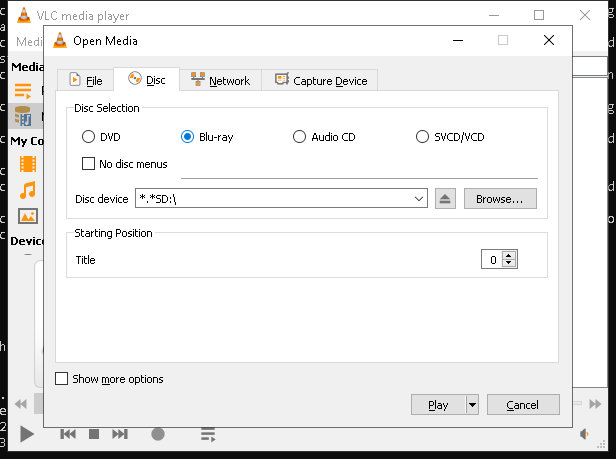 VLC media player
Medi
Open Media
File
Disc
Network
Capture Device
Media
Disc Selection
DVD
Blu-ray
Audio CD
SVCD/VCD
My Co
No disc menus
Disc device
*.*SD:\
Browse...
Device
Starting Position
Title
0
Show more options
Play
Cancel